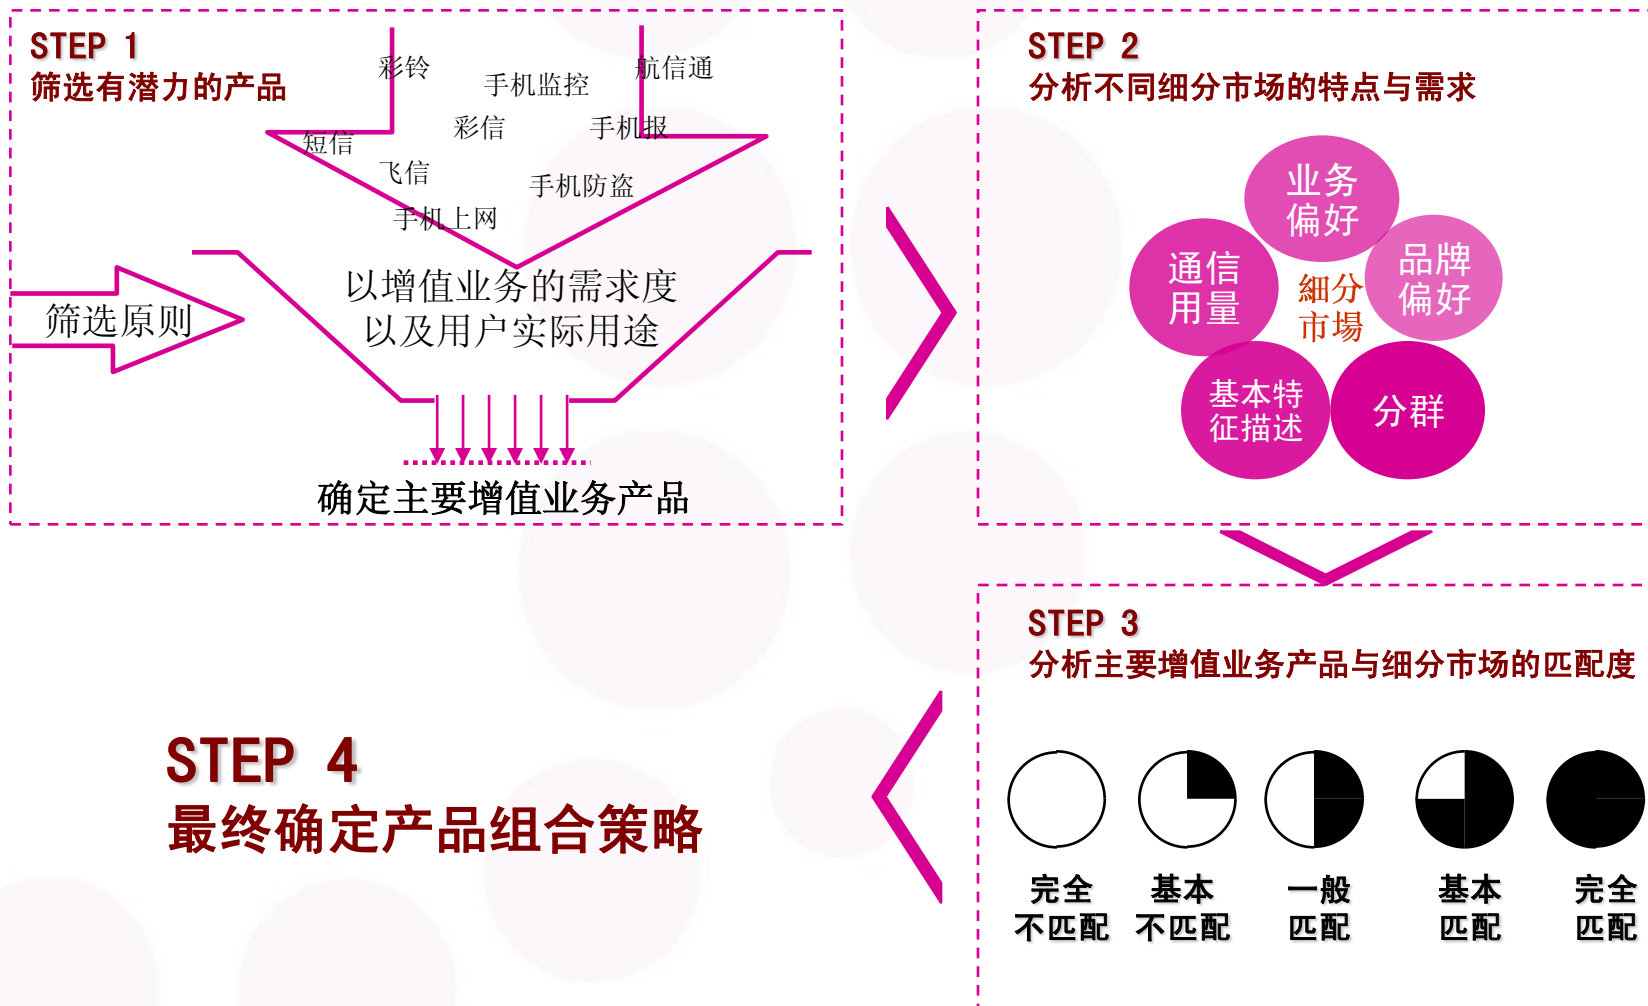 STEP 1
筛选有潜力的产品
彩铃
手机监控
航信通
彩信
手机报
短信
飞信
手机防盗
手机上网
筛选原则
以增值业务的需求度
以及用户实际用途
确定主要增值业务产品
STEP 2
分析不同细分市场的特点与需求
业务
偏好
通信
用量
品牌
偏好
細分
市場
基本特
征描述
分群
STEP 3
分析主要增值业务产品与细分市场的匹配度
完全
不匹配
基本
不匹配
一般
匹配
基本
匹配
完全
匹配
STEP 4
最终确定产品组合策略